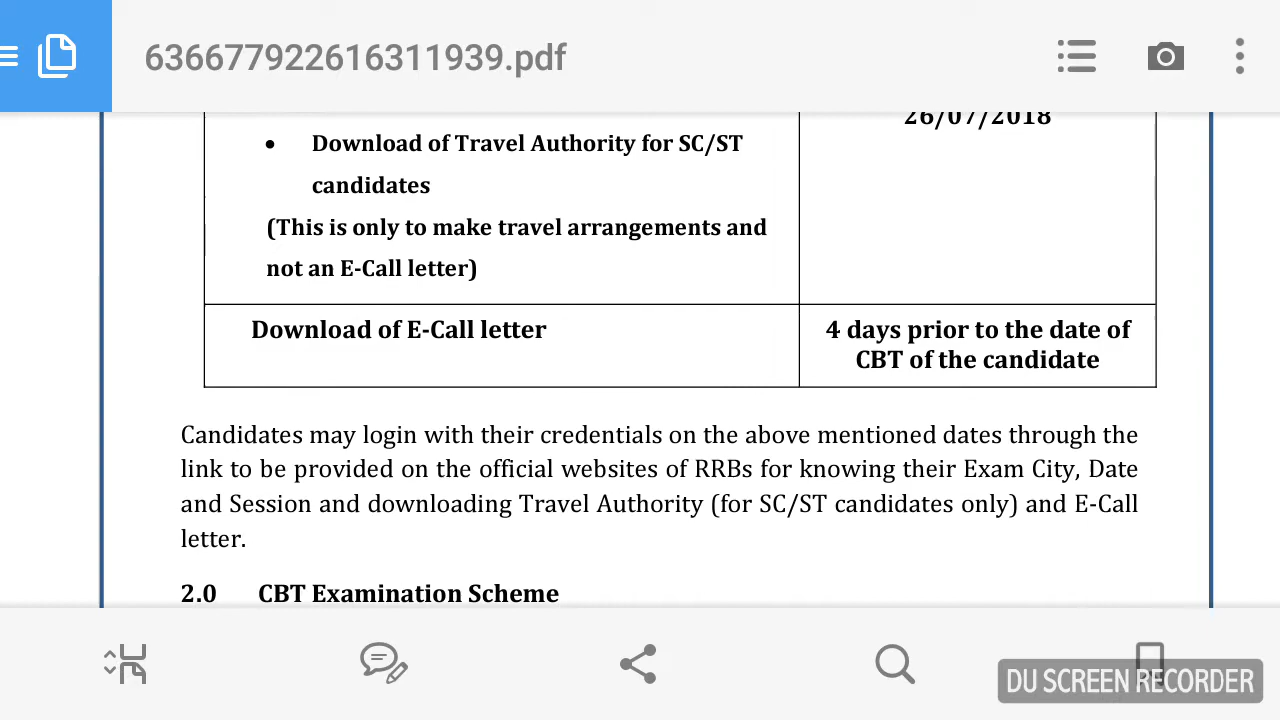 636677922616311939.pdf
26/07/2018
• Download of Travel Authority for SC/ST
candidates
(This is only to make travel arrangements and
not an E-Call letter)
Download of E-Call letter
4 days prior to the date of
CBT of the candidate
Candidates may login with their credentials on the above mentioned dates through the
link to be provided on the official websites of RRBs for knowing their Exam City, Date
and Session and downloading Travel Authority (for SC/ST candidates only) and E-Call
letter.
2.0 CBT Examination Scheme
DU SCREEN RECORDER